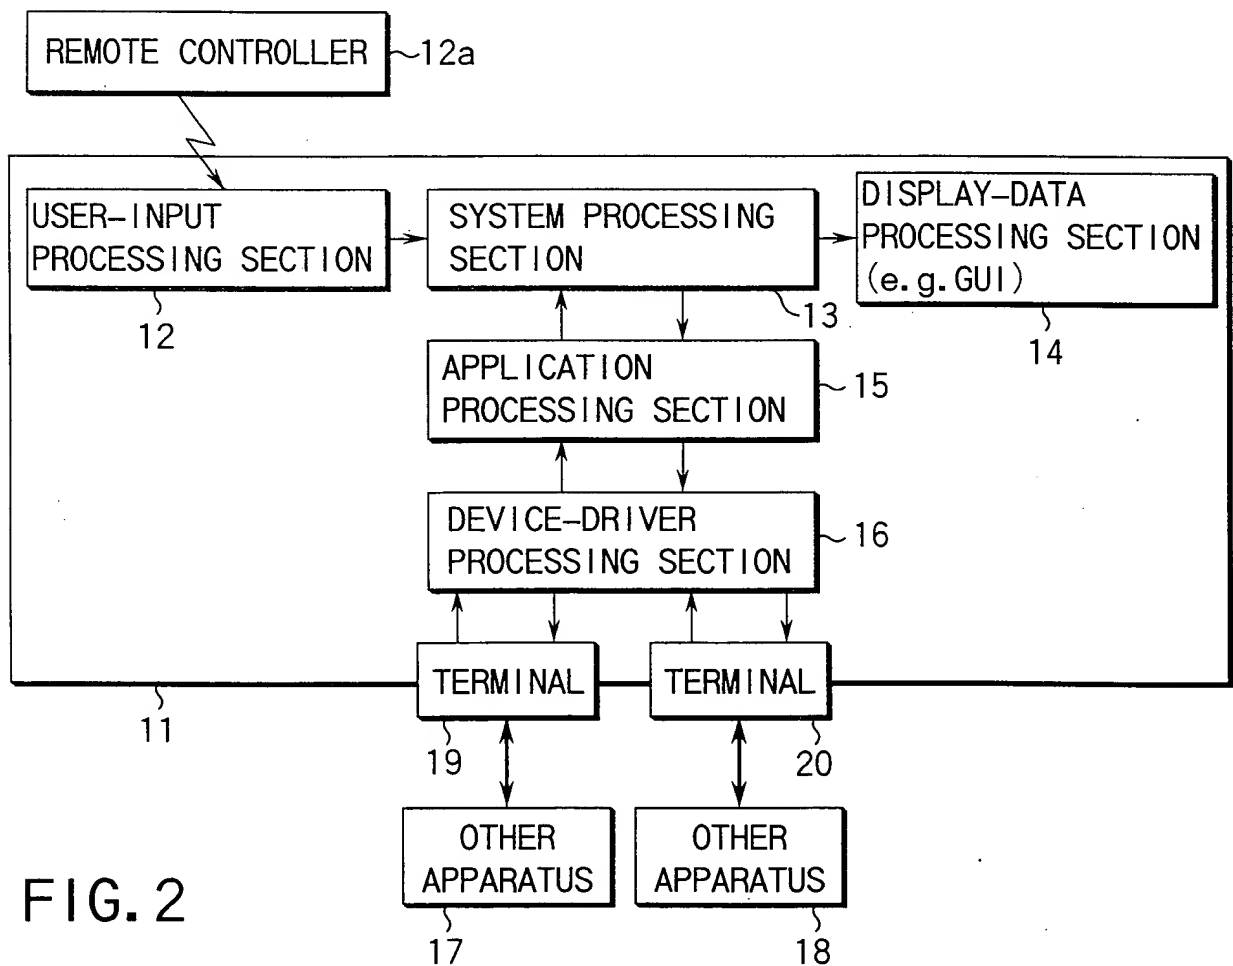 REMOTE CONTROLLER
12a
USER-INPUT
PROCESSING SECTION
12
SYSTEM PROCESSING
SECTION
13
DISPLAY-DATA
PROCESSING SECTION
(e.g.GUI)
14
APPLICATION
PROCESSING SECTION
15
DEVICE-DRIVER
PROCESSING SECTION
16
11
TERMINAL
19
TERMINAL
20
OTHER
APPARATUS
17
OTHER
APPARATUS
18
FIG. 2